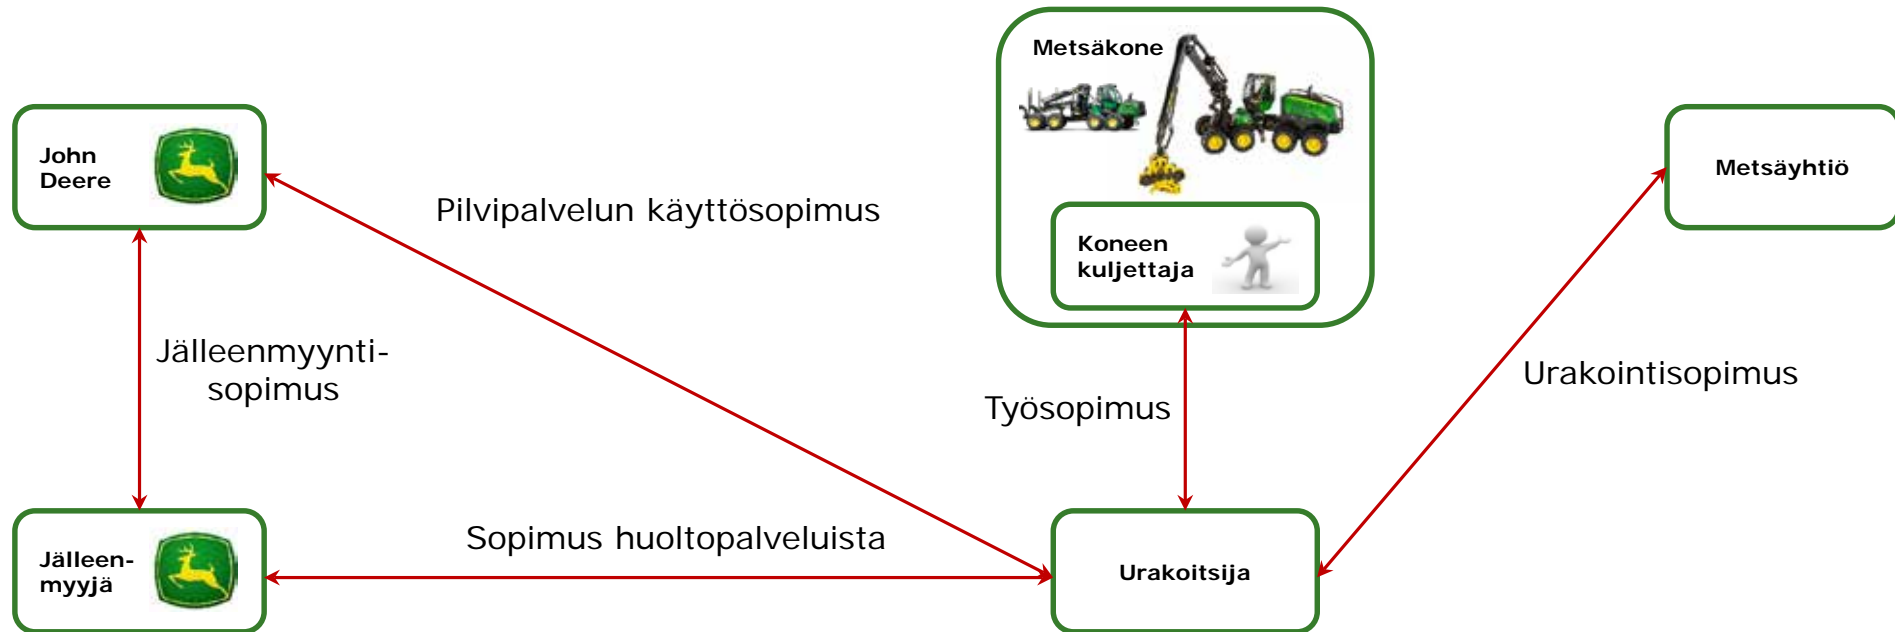 Metsäkone
John
Deere
Metsäyhtiö
Pilvipalvelun käyttösopimus
Koneen
kuljettaja
Jälleenmyynti-
sopimus
Urakointisopimus
Työsopimus
Sopimus huoltopalveluista
Jälleen-
myyjä
Urakoitsija